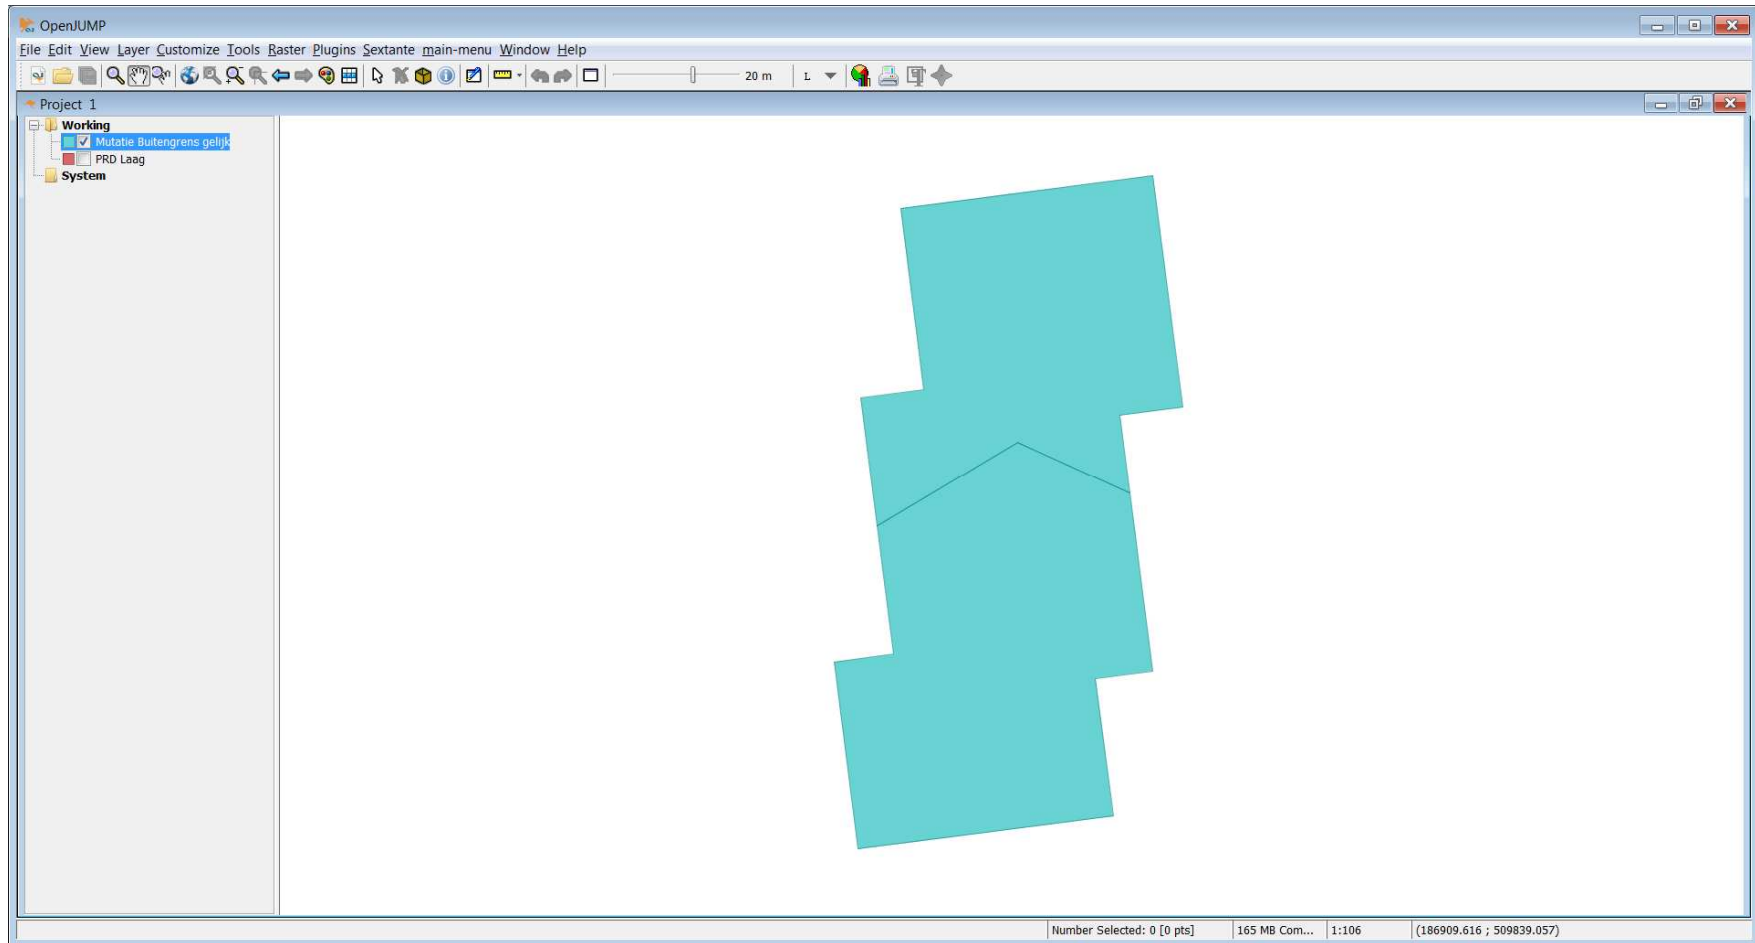 OpenJUMP
File Edit View Layer Customize Tools Raster Plugins Sextante main-menu Window Help
20 m L
Project 1
Working
Mutatie Buitengrens gelijk
PRD Laag
System
Number Selected: 0 [0 pts] 165 MB Com... 1:106 (186909.616 ; 509839.057)